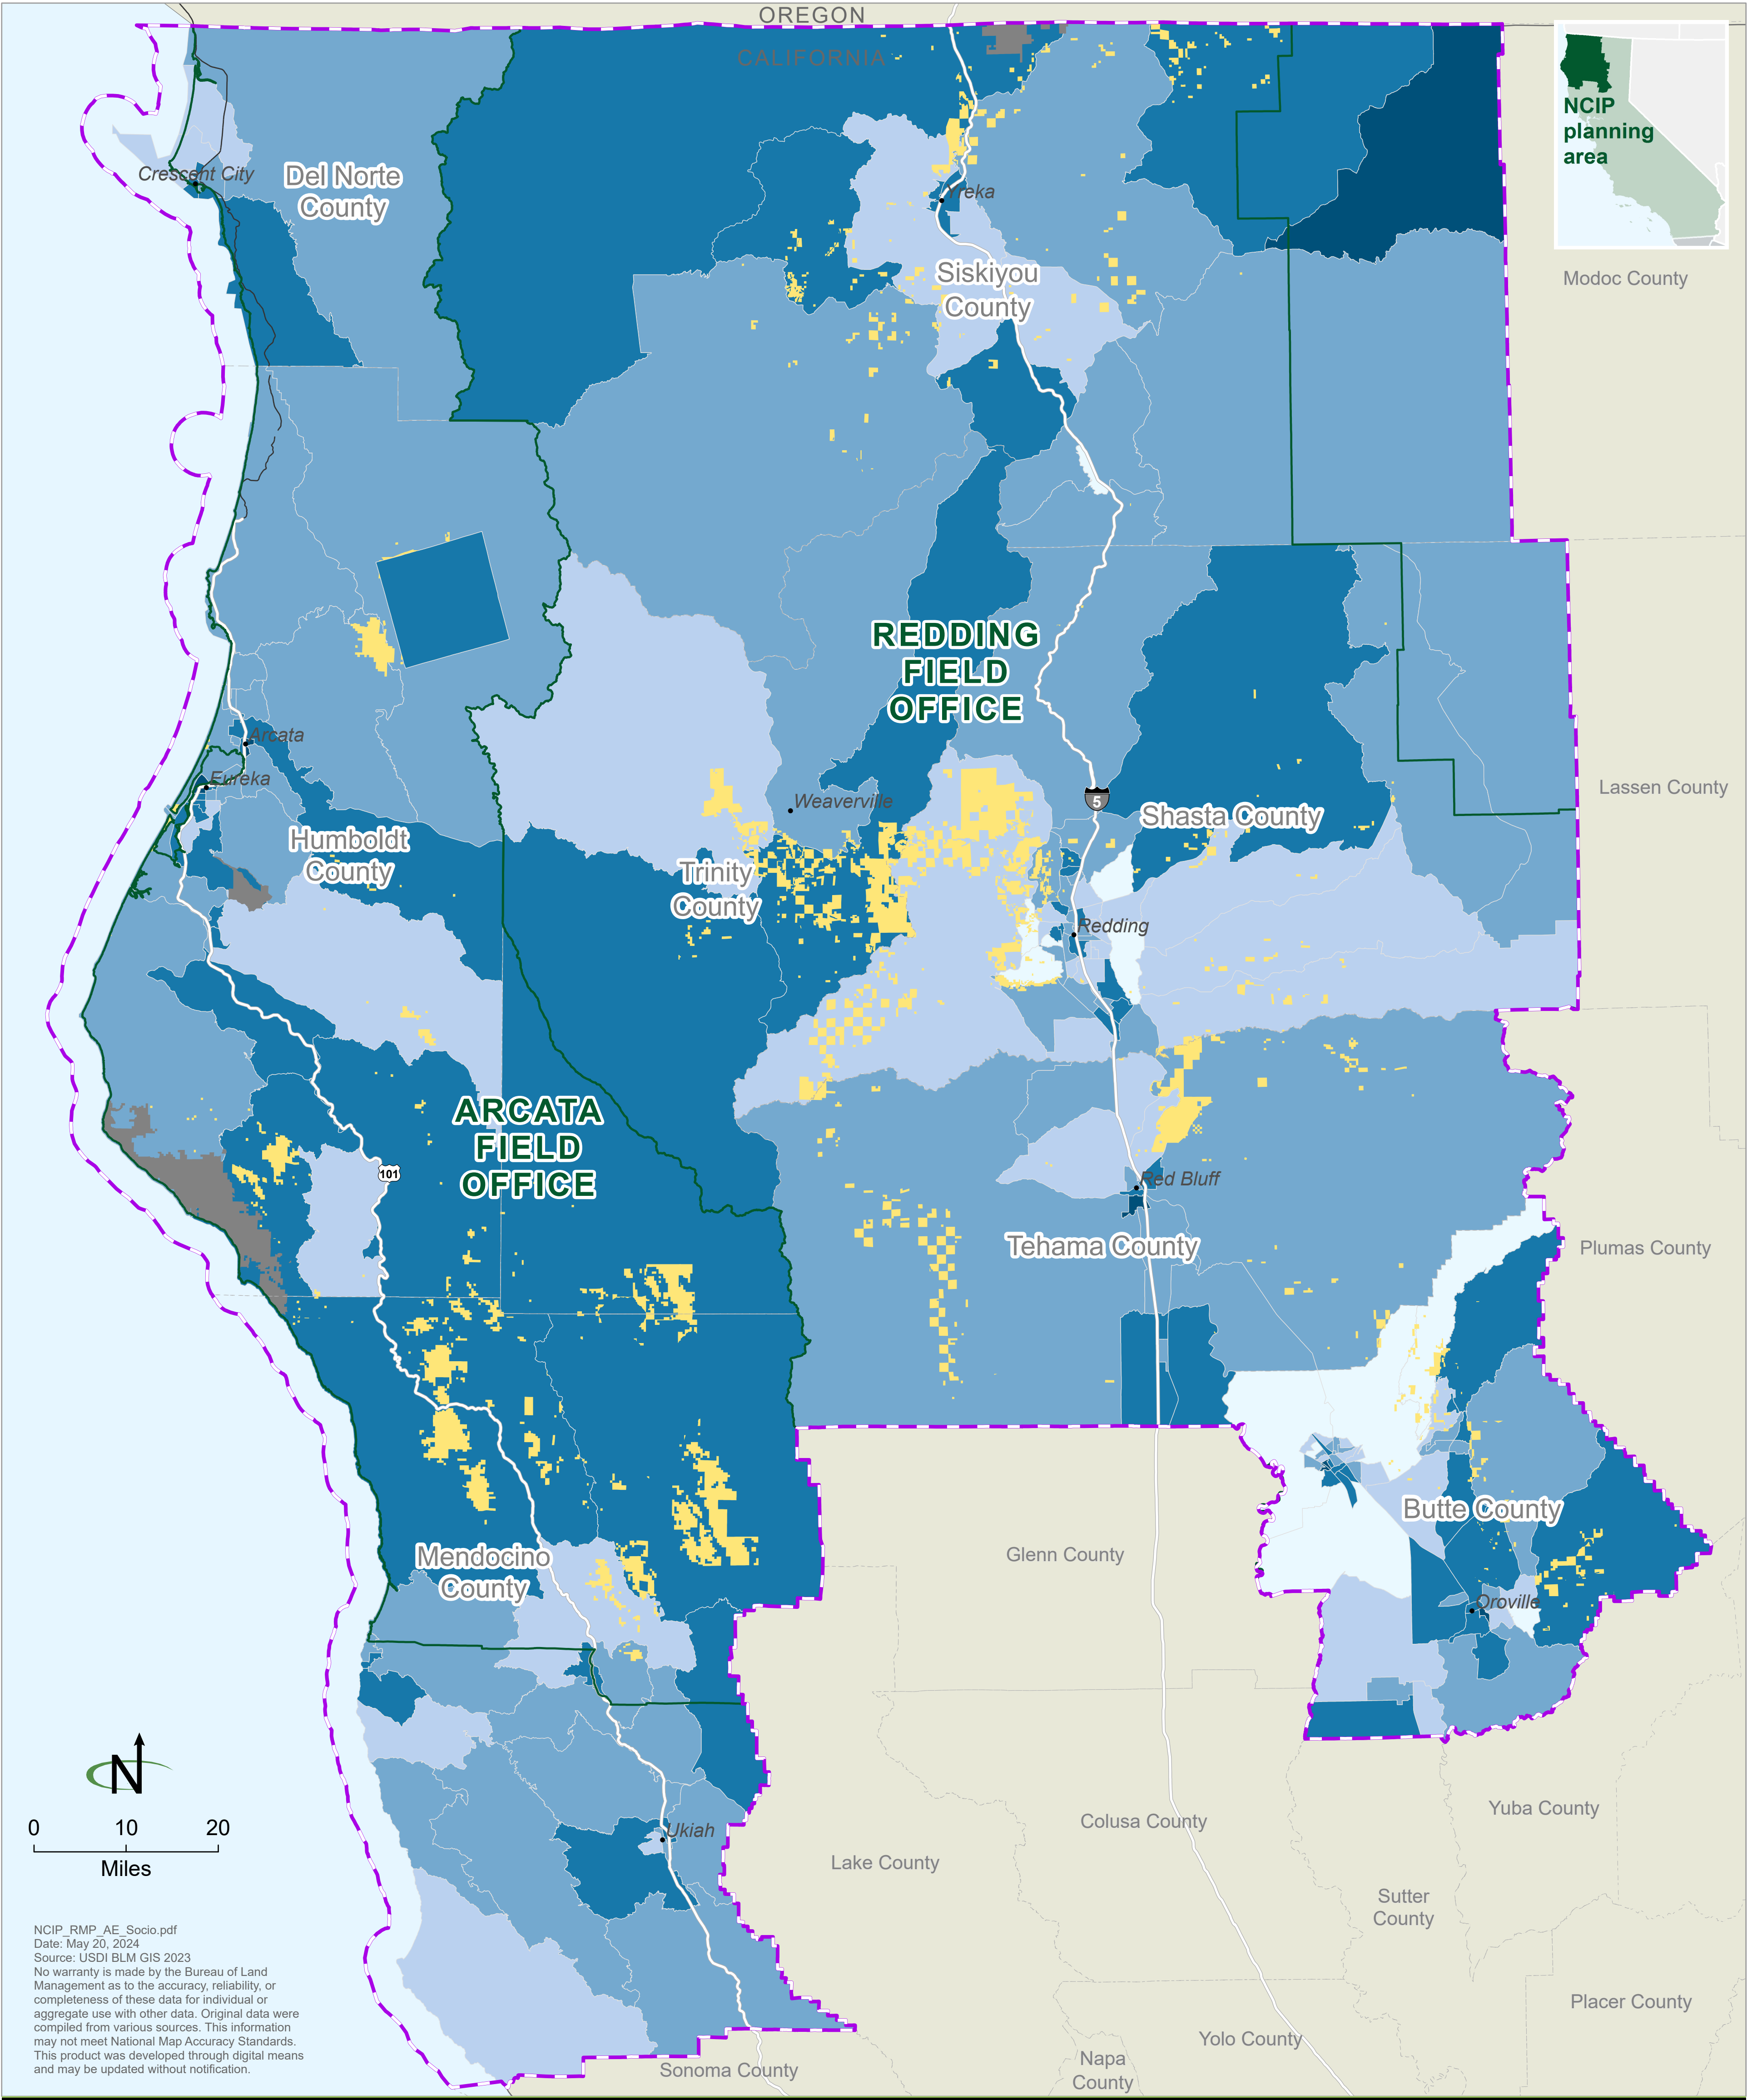 OREGON
CALIFORNIA
NCIP
planning
area
Crescent City
Del Norte
County
Yreka
Siskiyou
County
Modoc County
REDDING
FIELD
OFFICE
Arcata
Eureka
Weaverville
5
Shasta County
Lassen County
Humboldt
County
Trinity
County
Redding
ARCATA
FIELD
OFFICE
101
Red Bluff
Tehama County
Plumas County
Butte County
Mendocino
County
Glenn County
Oroville
N
0 10 20
Miles
Ukiah
Colusa County
Yuba County
Lake County
Sutter
County
Placer County
Yolo County
Napa
County
Sonoma County
NCIP_RMP_AE_Socio.pdf
Date: May 20, 2024
Source: USDI BLM GIS 2023
No warranty is made by the Bureau of Land
Management as to the accuracy, reliability, or
completeness of these data for individual or
aggregate use with other data. Original data were
compiled from various sources. This information
may not meet National Map Accuracy Standards.
This product was developed through digital means
and may be updated without notification.